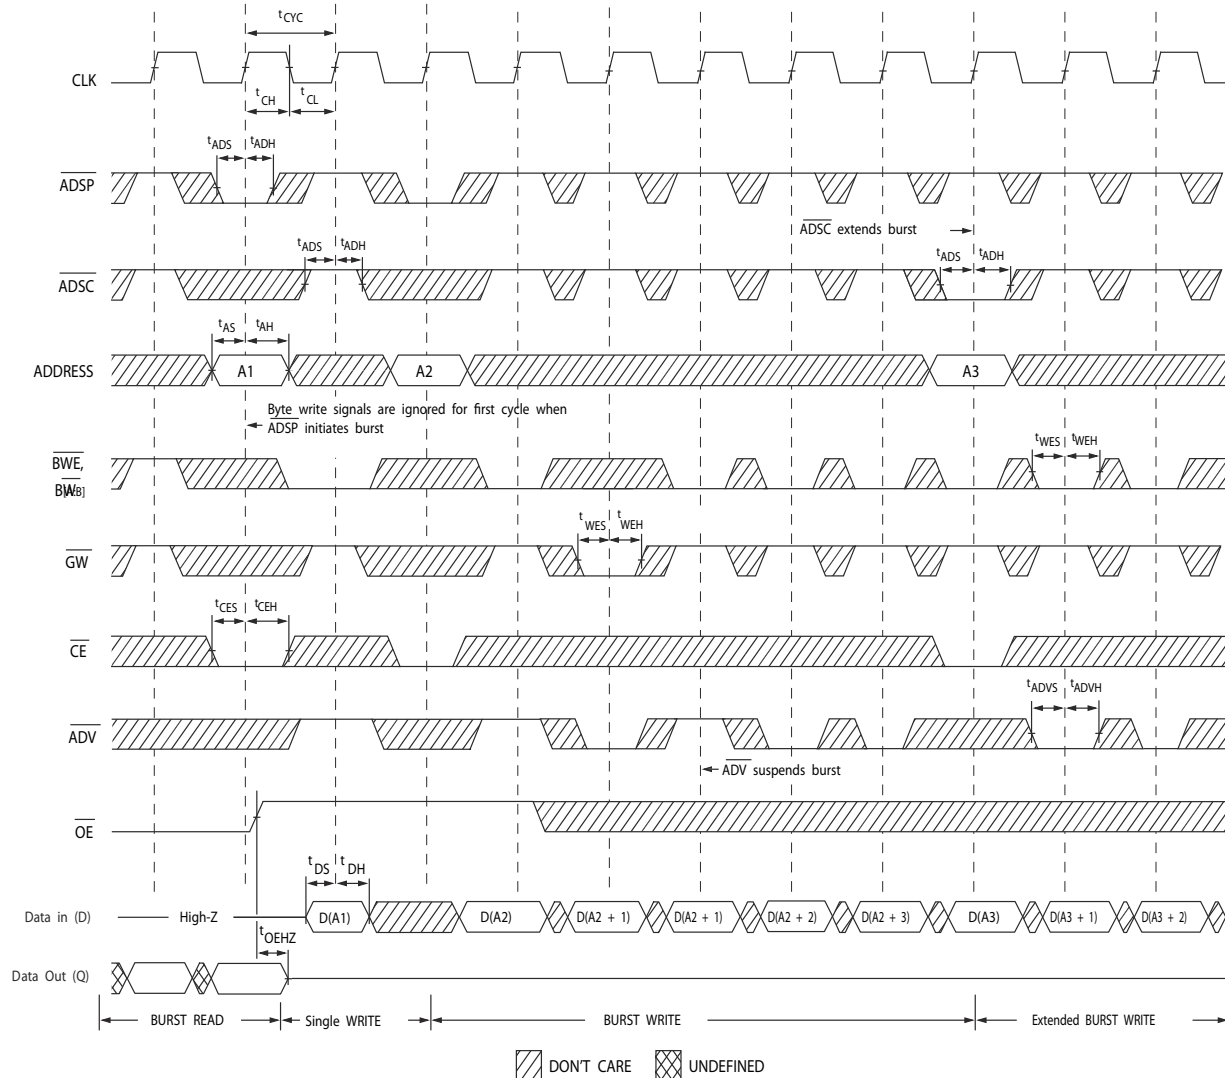 tCYC
CLK
tCH
tCL
tADS tADH
ADSP
ADSC extends burst
tADS tADH
tADS tADH
ADSC
tAS tAH
ADDRESS
A1 A2 A3
Byte write signals are ignored for first cycle when
ADSP initiates burst
tWES tWEH
BWE,
BW[A:B]
tWES tWEH
GW
tCES tCEH
CE
tADVS tADVH
ADV
ADV suspends burst
OE
tDS tDH
Data in (D) High-Z D(A1) D(A2) D(A2 + 1) D(A2 + 1) D(A2 + 2) D(A2 + 3) D(A3) D(A3 + 1) D(A3 + 2)
tOEHZ
Data Out (Q)
BURST READ Single WRITE BURST WRITE Extended BURST WRITE
DON'T CARE UNDEFINED